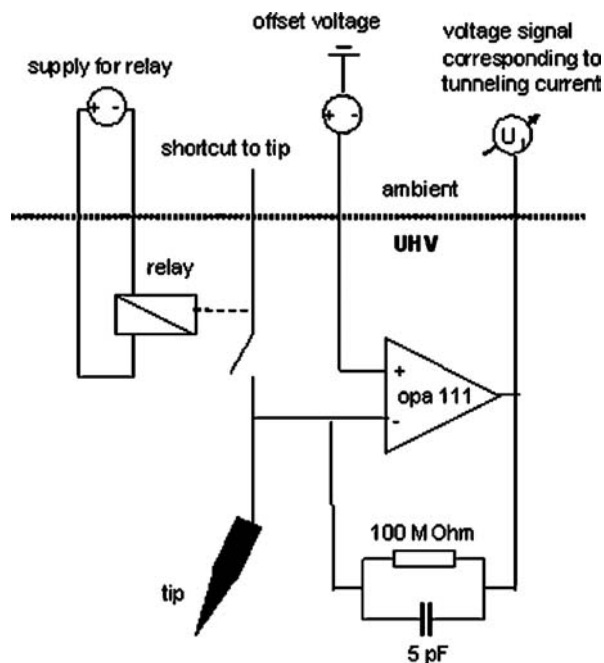 offset voltage
voltage signal
corresponding to
tunneling current
supply for relay
+ -
+ -
U
shortcut to tip
ambient
UHV
relay
+
opa 111
-
100 M Ohm
tip
5 pF